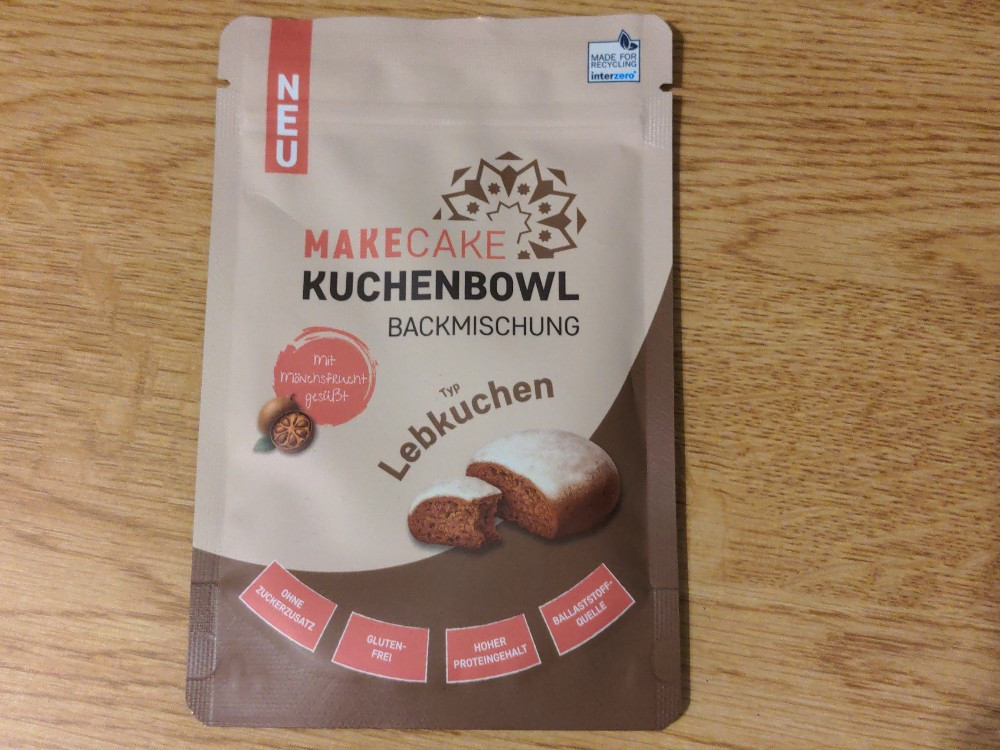 NEU
MADE FOR
RECYCLING
interzero
MAKECAKE
KUCHENBOWL
BACKMISCHUNG
Mit
Mönchsfrucht
gesüßt
Typ
Lebkuchen
OHNE
ZUCKERZUSATZ
GLUTEN-
FREI
HOHER
PROTEINGEHALT
BALLASTSTOFF-
QUELLE